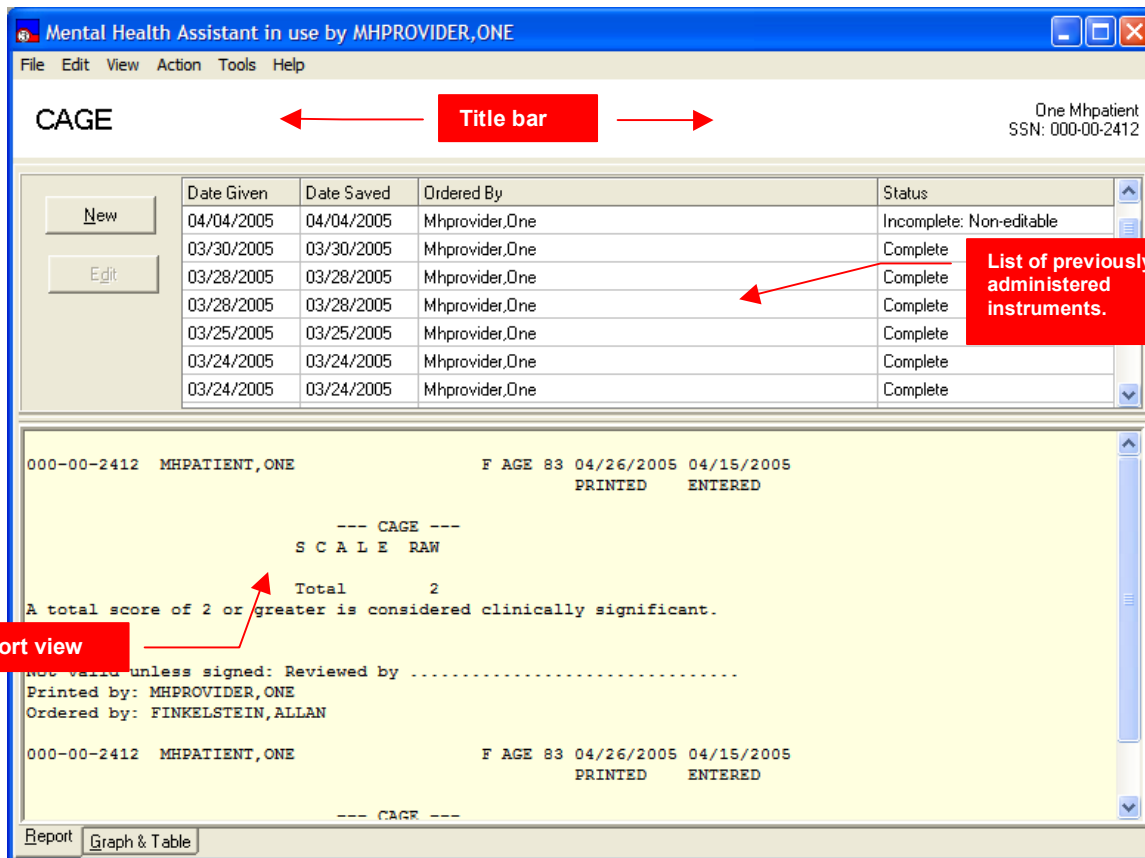 Mental Health Assistant in use by MHPROVIDER,ONE
File Edit View Action Tools Help
CAGE
Title bar
One Mhpatient
SSN: 000-00-2412
New
Edit
Date Given Date Saved Ordered By Status
04/04/2005 04/04/2005 Mhprovider,One Incomplete: Non-editable
03/30/2005 03/30/2005 Mhprovider,One Complete
03/28/2005 03/28/2005 Mhprovider,One Complete
03/28/2005 03/28/2005 Mhprovider,One Complete
03/25/2005 03/25/2005 Mhprovider,One Complete
03/24/2005 03/24/2005 Mhprovider,One Complete
03/24/2005 03/24/2005 Mhprovider,One Complete
List of previously
administered
instruments.
000-00-2412 MHPATIENT,ONE F AGE 83 04/26/2005 04/15/2005
PRINTED ENTERED
--- CAGE ---
S C A L E RAW
Total 2
A total score of 2 or greater is considered clinically significant.
ort view
Not valid unless signed: Reviewed by ................................
Printed by: MHPROVIDER,ONE
Ordered by: FINKELSTEIN,ALLAN
000-00-2412 MHPATIENT,ONE F AGE 83 04/26/2005 04/15/2005
PRINTED ENTERED
--- CAGE ---
Report Graph & Table